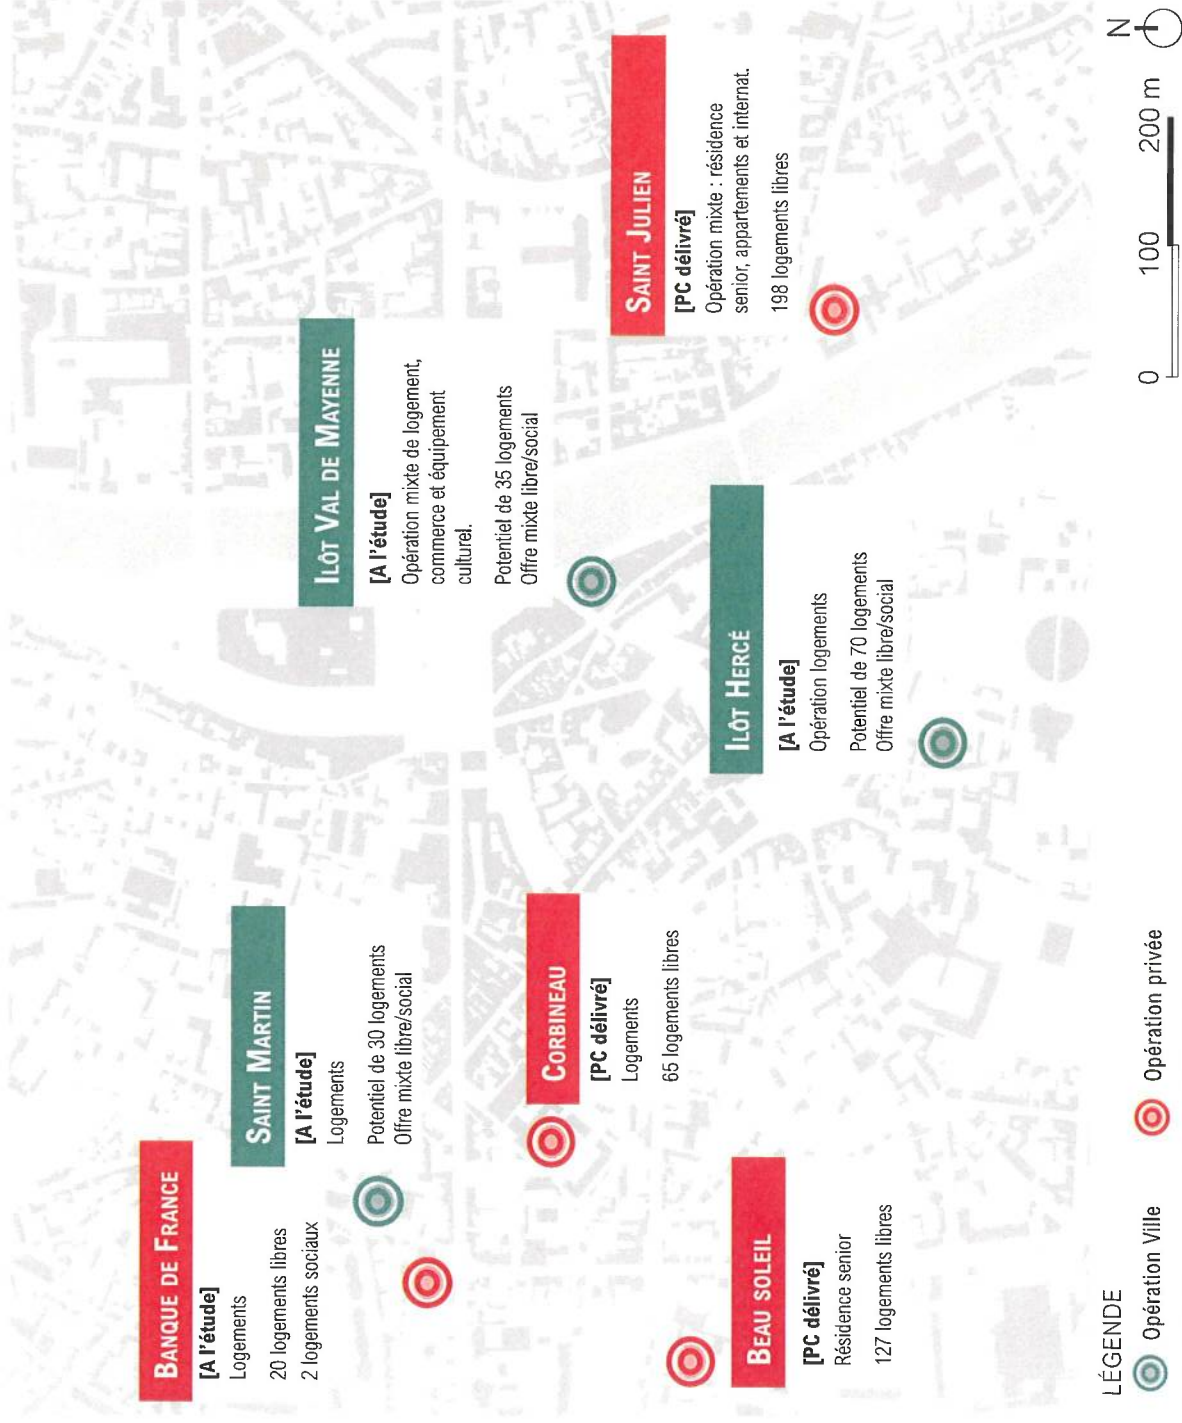 BANQUE DE FRANCE
[A l'étude]
Logements
20 logements libres
2 logements sociaux
SAINT MARTIN
[A l'étude]
Logements
Potentiel de 30 logements
Offre mixte libre/social
ILÔT VAL DE MAYENNE
[A l'étude]
Opération mixte de logement,
commerce et équipement
culturel.
Potentiel de 35 logements
Offre mixte libre/social
CORBINEAU
[PC délivré]
Logements
65 logements libres
SAINT JULIEN
[PC délivré]
Opération mixte : résidence
senior, appartements et internat.
198 logements libres
BEAU SOLEIL
[PC délivré]
Résidence senior
127 logements libres
ILÔT HERCÉ
[A l'étude]
Opération logements
Potentiel de 70 logements
Offre mixte libre/social
LÉGENDE
Opération Ville
Opération privée
0 100 200 m
N